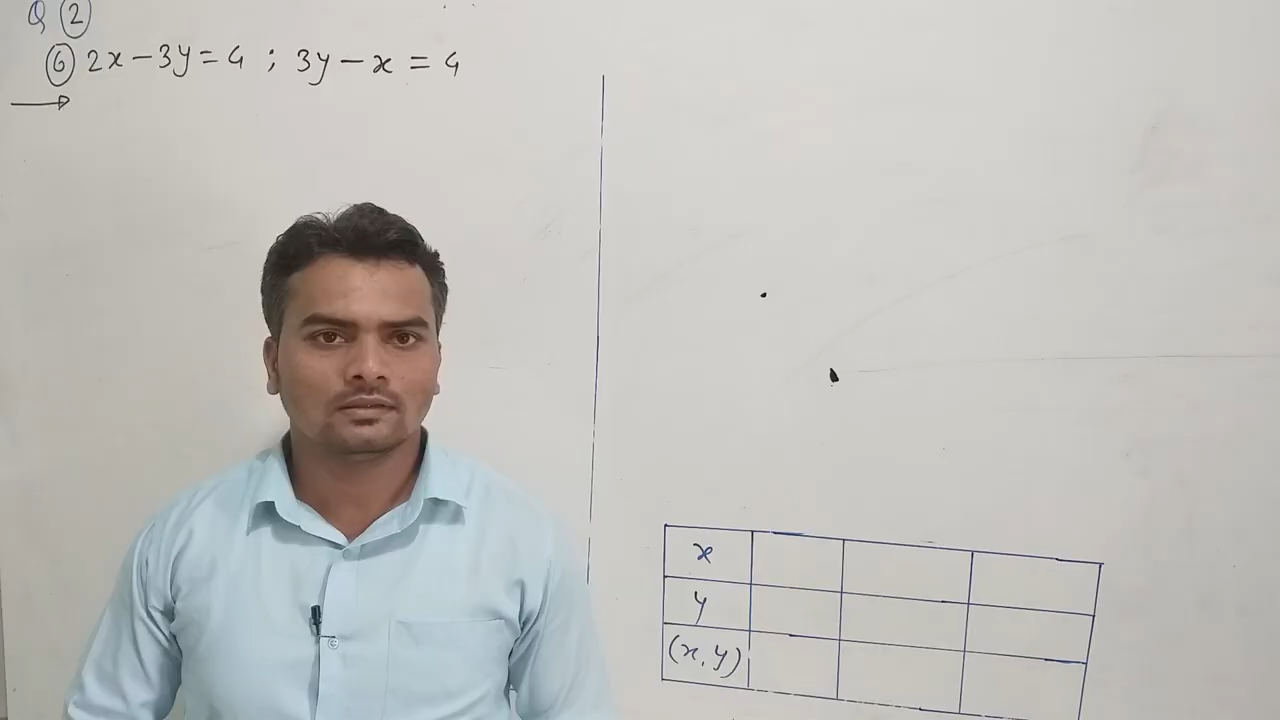 Q ②
⑥ 2x-3y=4 ; 3y-x=4
x
y
(x,y)